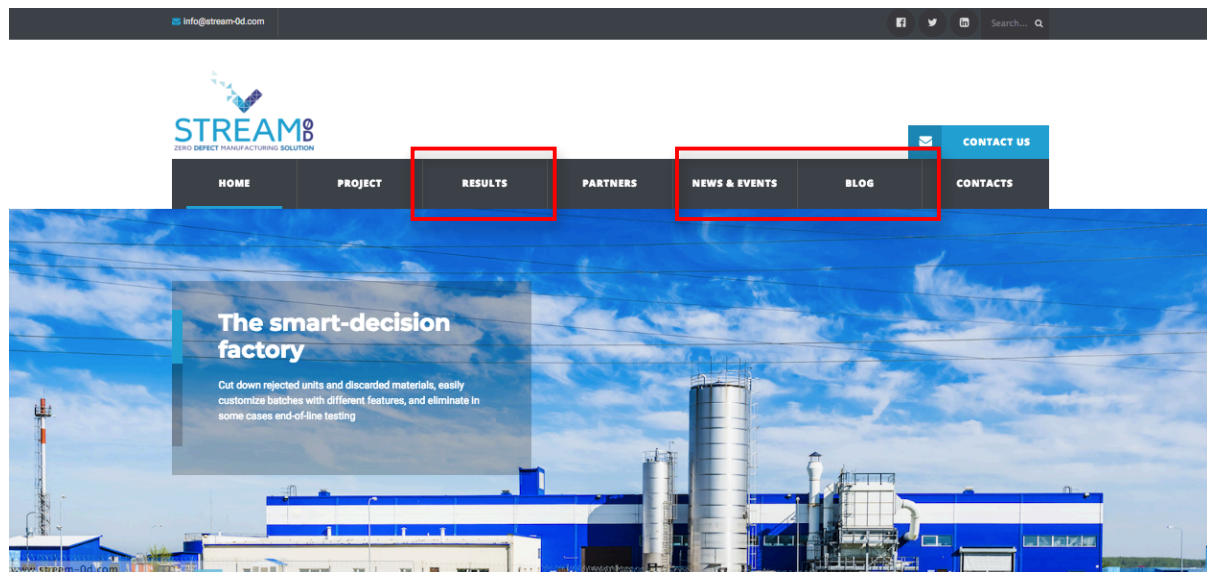 info@stream-0d.com
Search...
STREAM0D
ZERO DEFECT MANUFACTURING SOLUTION
CONTACT US
HOME PROJECT RESULTS PARTNERS NEWS & EVENTS BLOG CONTACTS
The smart-decision
factory
Cut down rejected units and discarded materials, easily
customize batches with different features, and eliminate in
some cases end-of-line testing
www.stream-0d.com